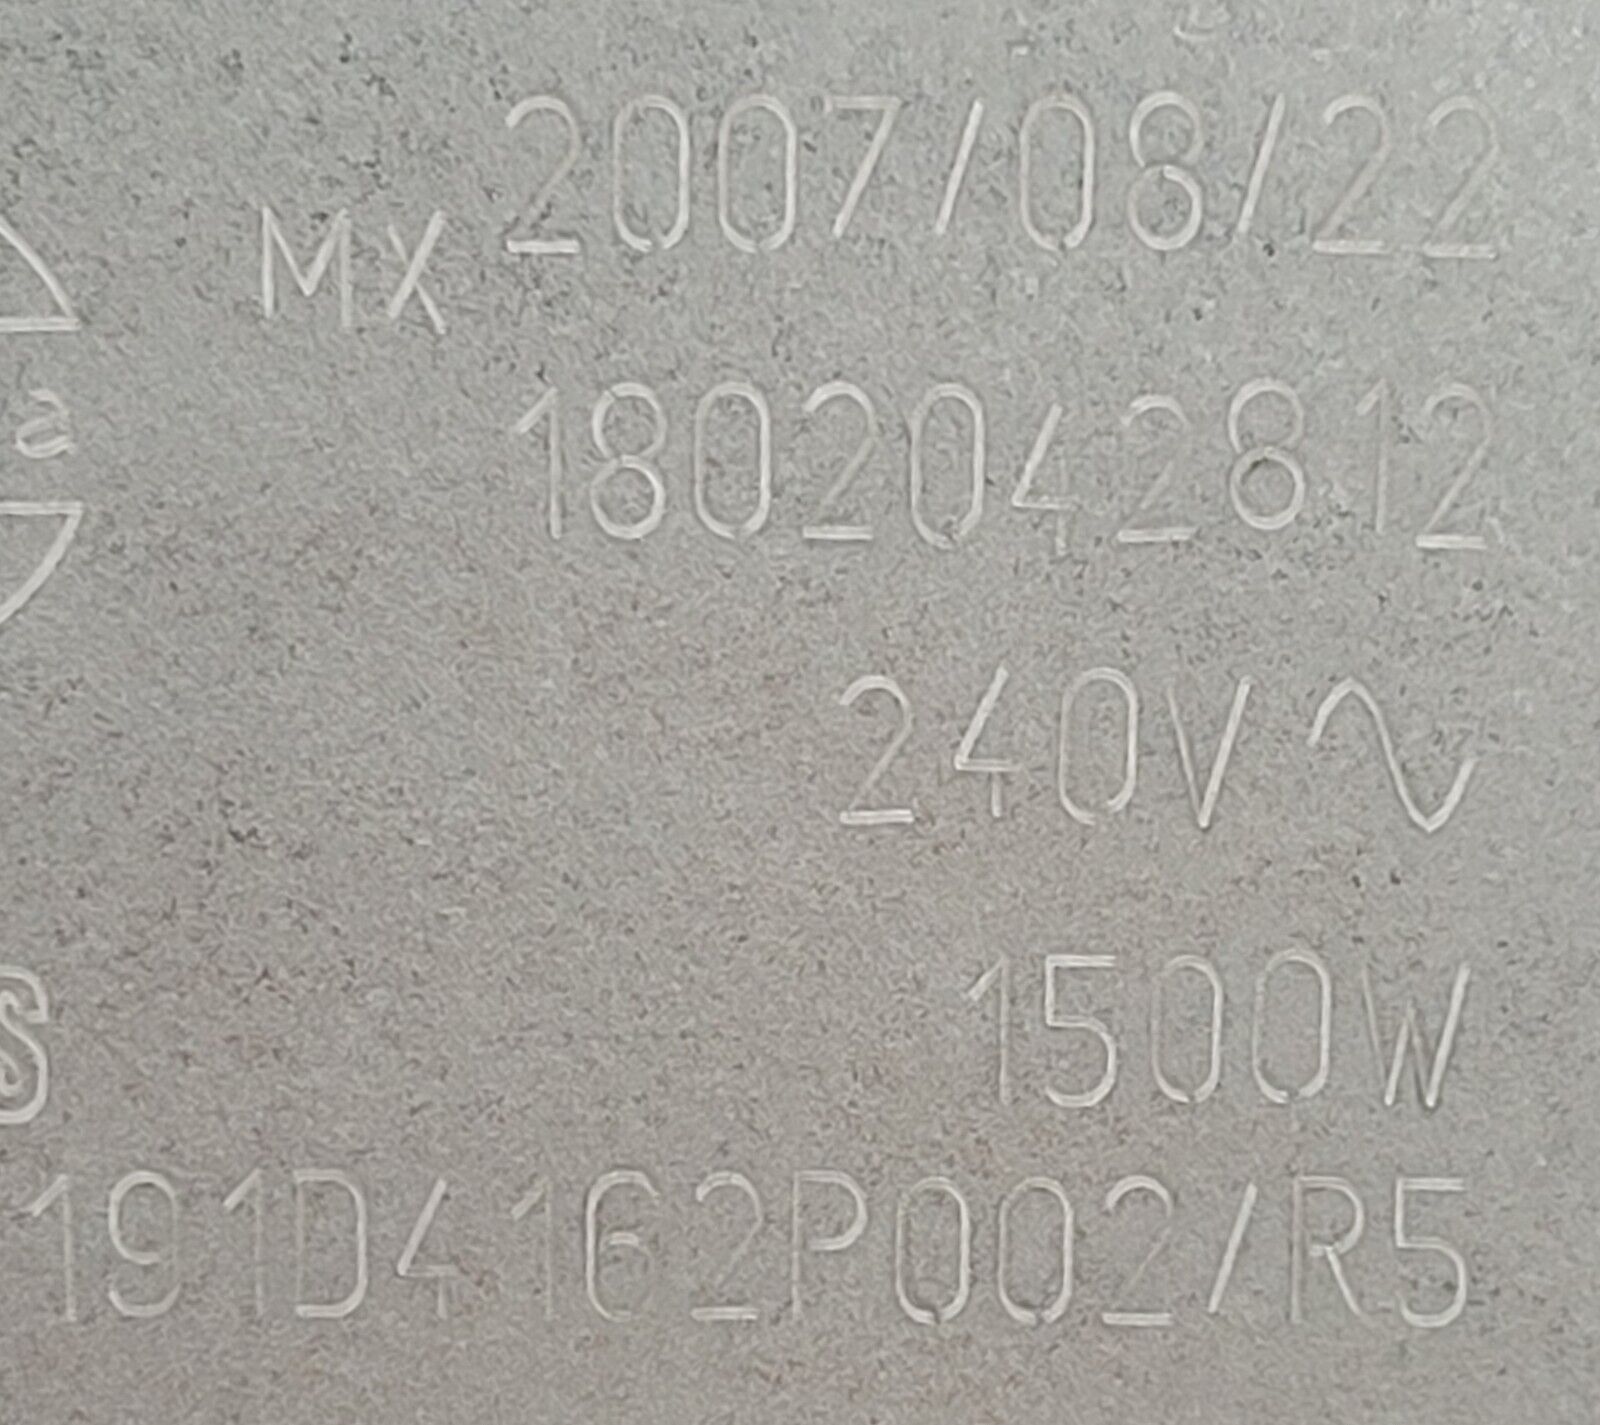 MX 2007/08/22
a 1802042812
240V∿
S 1500W
191D4162P002/R5